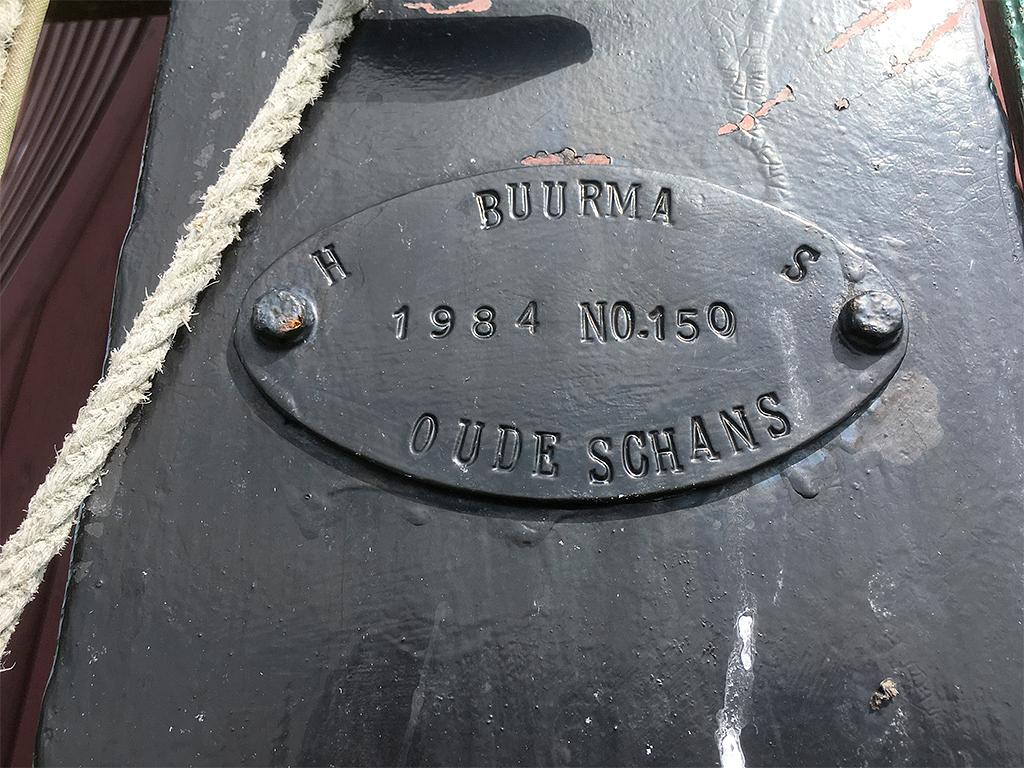 BUURMA
H S
1984 NO.150
OUDE SCHANS